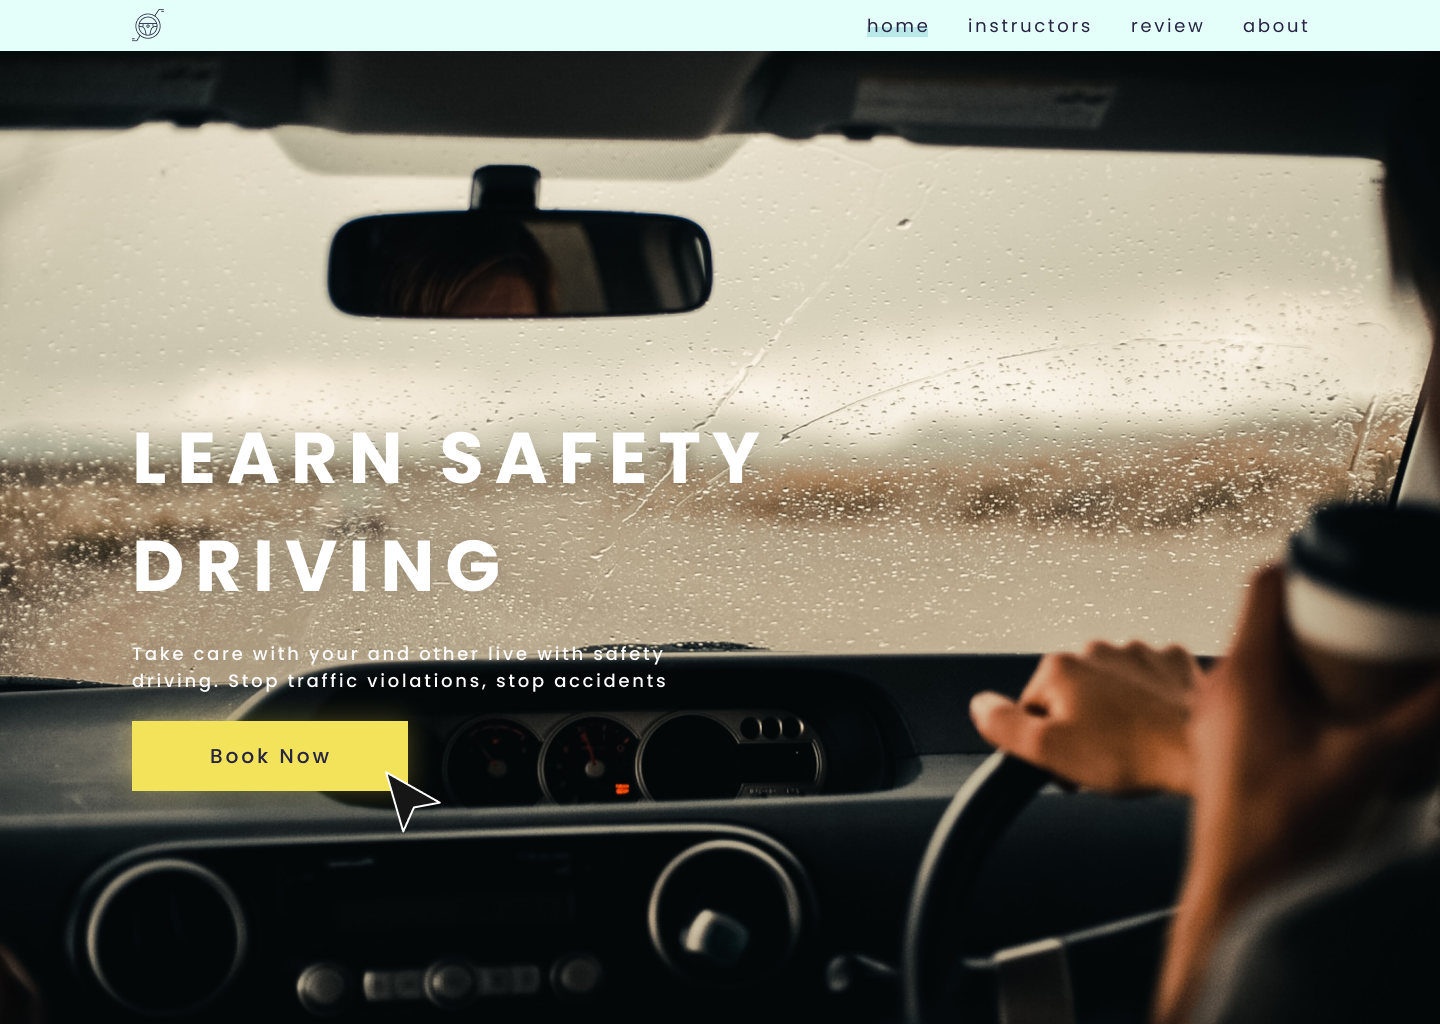 home instructors review about
LEARN SAFETY
DRIVING
Take care with your and other live with safety
driving. Stop traffic violations, stop accidents
Book Now